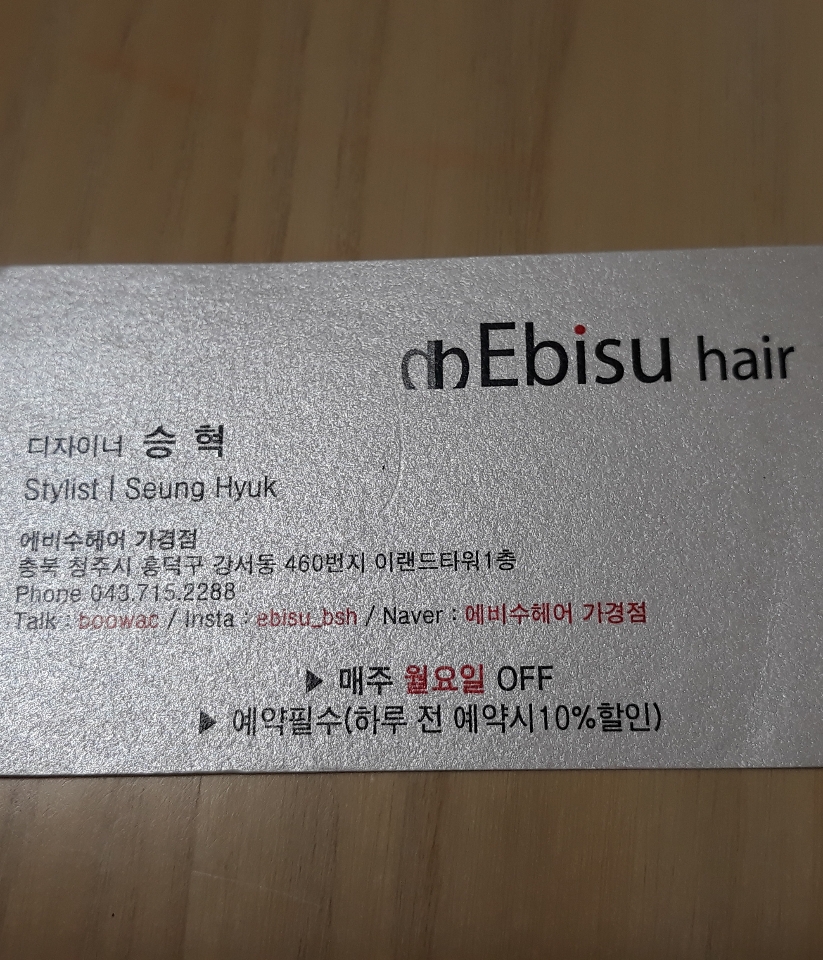 Ebisu hair
디자이너 승 혁
Stylist | Seung Hyuk
에비수헤어 가경점
충북 청주시 흥덕구 강서동 460번지 이랜드타워1층
Phone 043.715.2288
Talk : boowac / Insta : ebisu_bsh / Naver : 에비수헤어 가경점
▶ 매주 월요일 OFF
▶ 예약필수(하루 전 예약시10%할인)